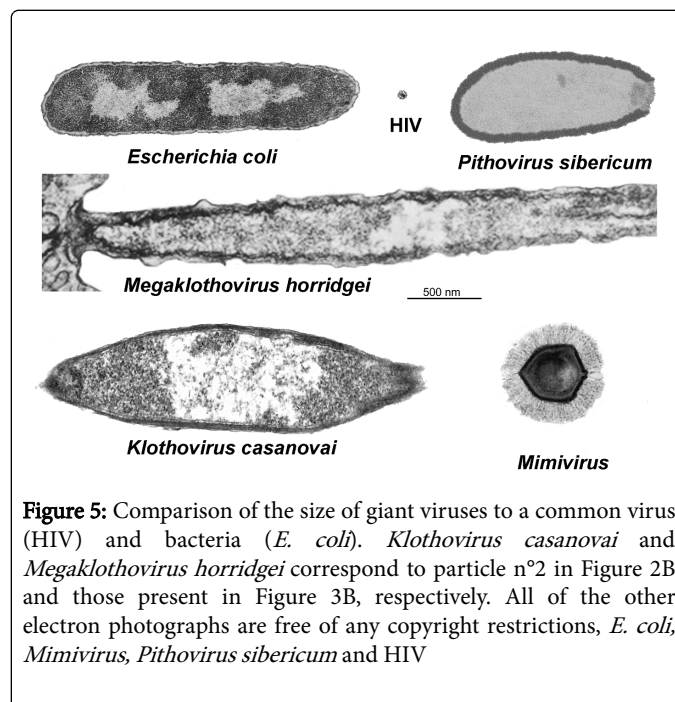 HIV
Escherichia coli
Pithovirus sibericum
Megaklothovirus horridgei
500 nm
Klothovirus casanovai
Mimivirus
Figure 5: Comparison of the size of giant viruses to a common virus
(HIV) and bacteria (E. coli). Klothovirus casanovai and
Megaklothovirus horridgei correspond to particle n°2 in Figure 2B
and those present in Figure 3B, respectively. All of the other
electron photographs are free of any copyright restrictions, E. coli,
Mimivirus, Pithovirus sibericum and HIV